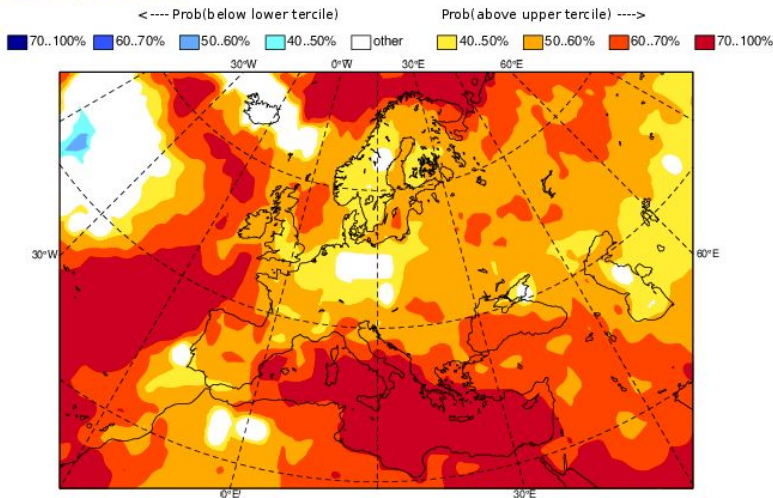 <---- Prob(below lower tercile) Prob(above upper tercile) ---->
70..100% 60..70% 50..60% 40..50% other 40..50% 50..60% 60..70% 70..100%
30°W 0°W 30°E 60°E
30°W 60°E
0°E 30°E